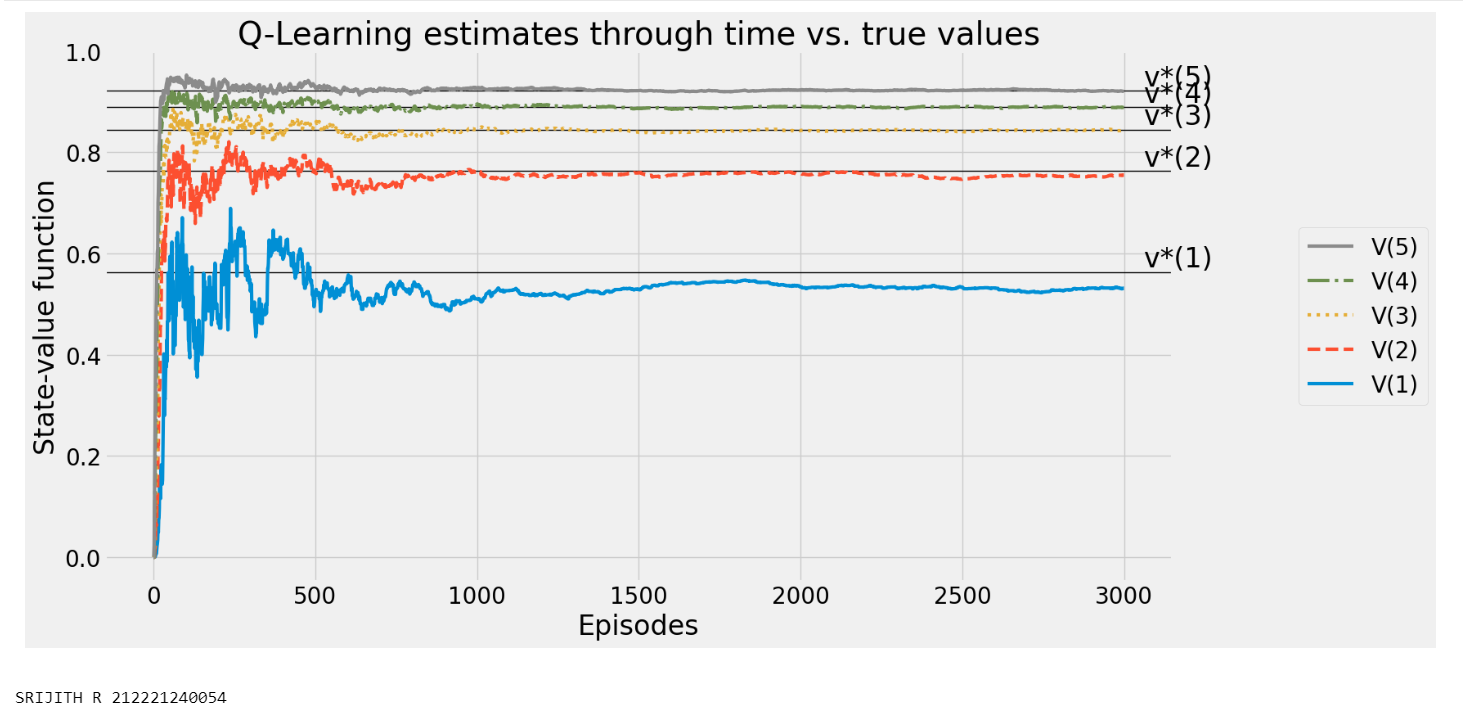 Q-Learning estimates through time vs. true values
1.0
0.8
0.6
0.4
0.2
0.0
State-value function
v*(5)
v*(4)
v*(3)
v*(2)
v*(1)
V(5)
V(4)
V(3)
V(2)
V(1)
0 500 1000 1500 2000 2500 3000
Episodes
SRIJITH R 212221240054